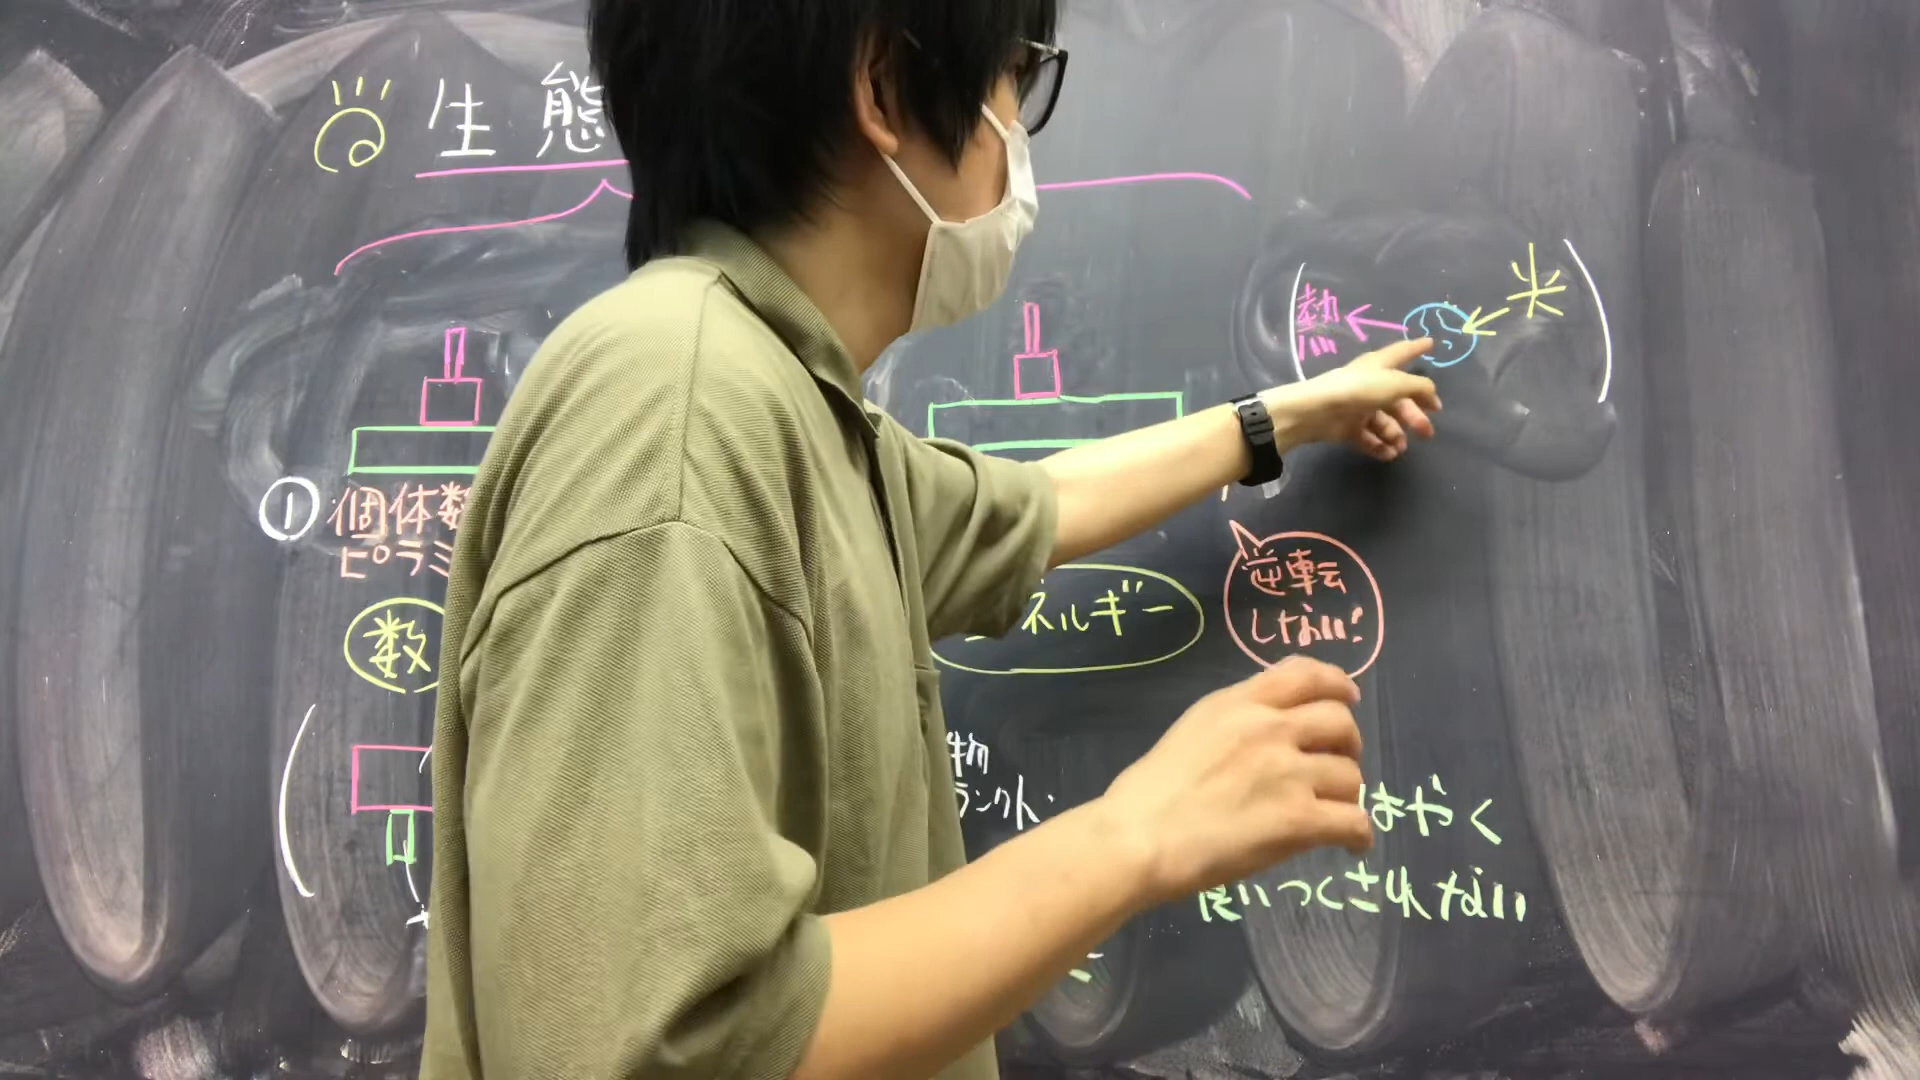 生態
熱
光
① 個体数
ピラミ
数
ネルギー
逆転
しない!
物
ランクト
はやく
食いつくされない